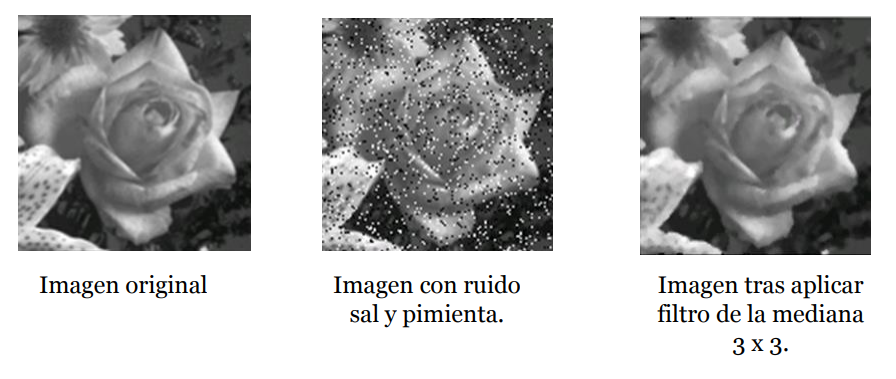 Imagen original
Imagen con ruido
sal y pimienta.
Imagen tras aplicar
filtro de la mediana
3 x 3.